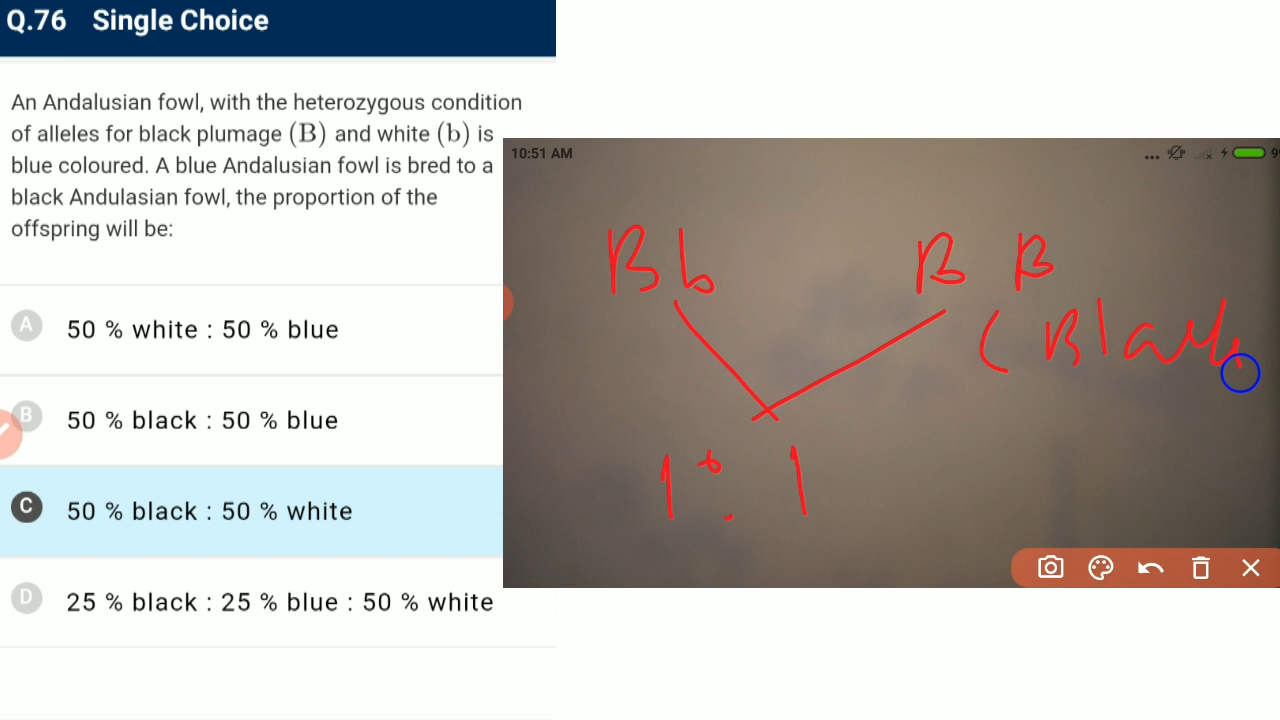 Q.76 Single Choice
An Andalusian fowl, with the heterozygous condition
of alleles for black plumage (B) and white (b) is
blue coloured. A blue Andalusian fowl is bred to a
black Andulasian fowl, the proportion of the
offspring will be:
A 50 % white : 50 % blue
B 50 % black : 50 % blue
C 50 % black : 50 % white
D 25 % black : 25 % blue : 50 % white
10:51 AM
Bb B B
(Black
1 : 1